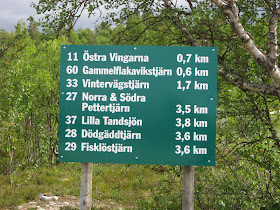 11 Östra Vingarna 0,7 km
60 Gammelflakavikstjärn 0,6 km
33 Vintervägstjärn 1,7 km
27 Norra & Södra
Pettertjärn 3,5 km
37 Lilla Tandsjön 3,8 km
28 Dödgäddtjärn 3,6 km
29 Fisklöstjärn 3,6 km